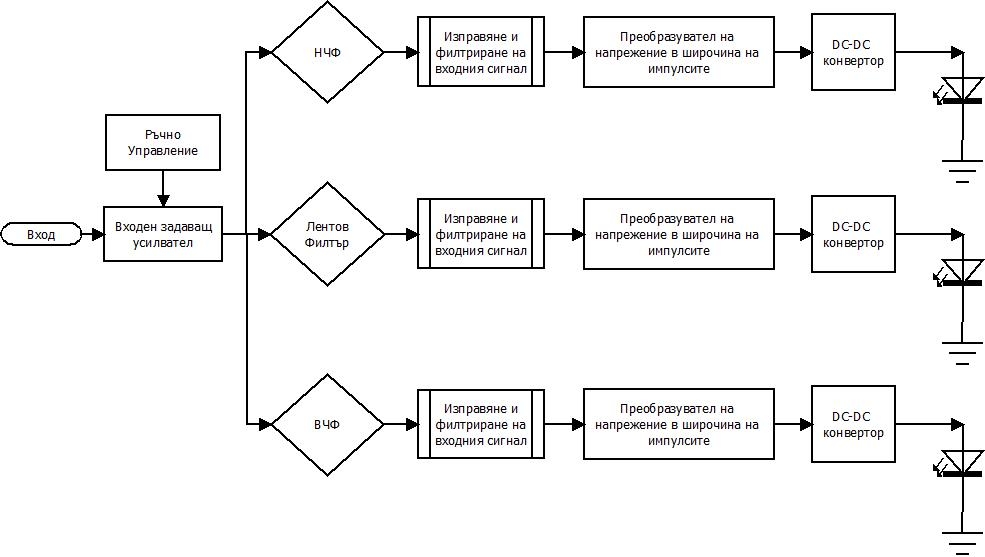 НЧФ
Изправяне и
филтриране на
входния сигнал
Преобразувател на
напрежение в широчина на
импулсите
DC-DC
конвертор
Ръчно
Управление
Вход
Входен задаващ
усилвател
Лентов
Филтър
Изправяне и
филтриране на
входния сигнал
Преобразувател на
напрежение в широчина на
импулсите
DC-DC
конвертор
ВЧФ
Изправяне и
филтриране на
входния сигнал
Преобразувател на
напрежение в широчина на
импулсите
DC-DC
конвертор